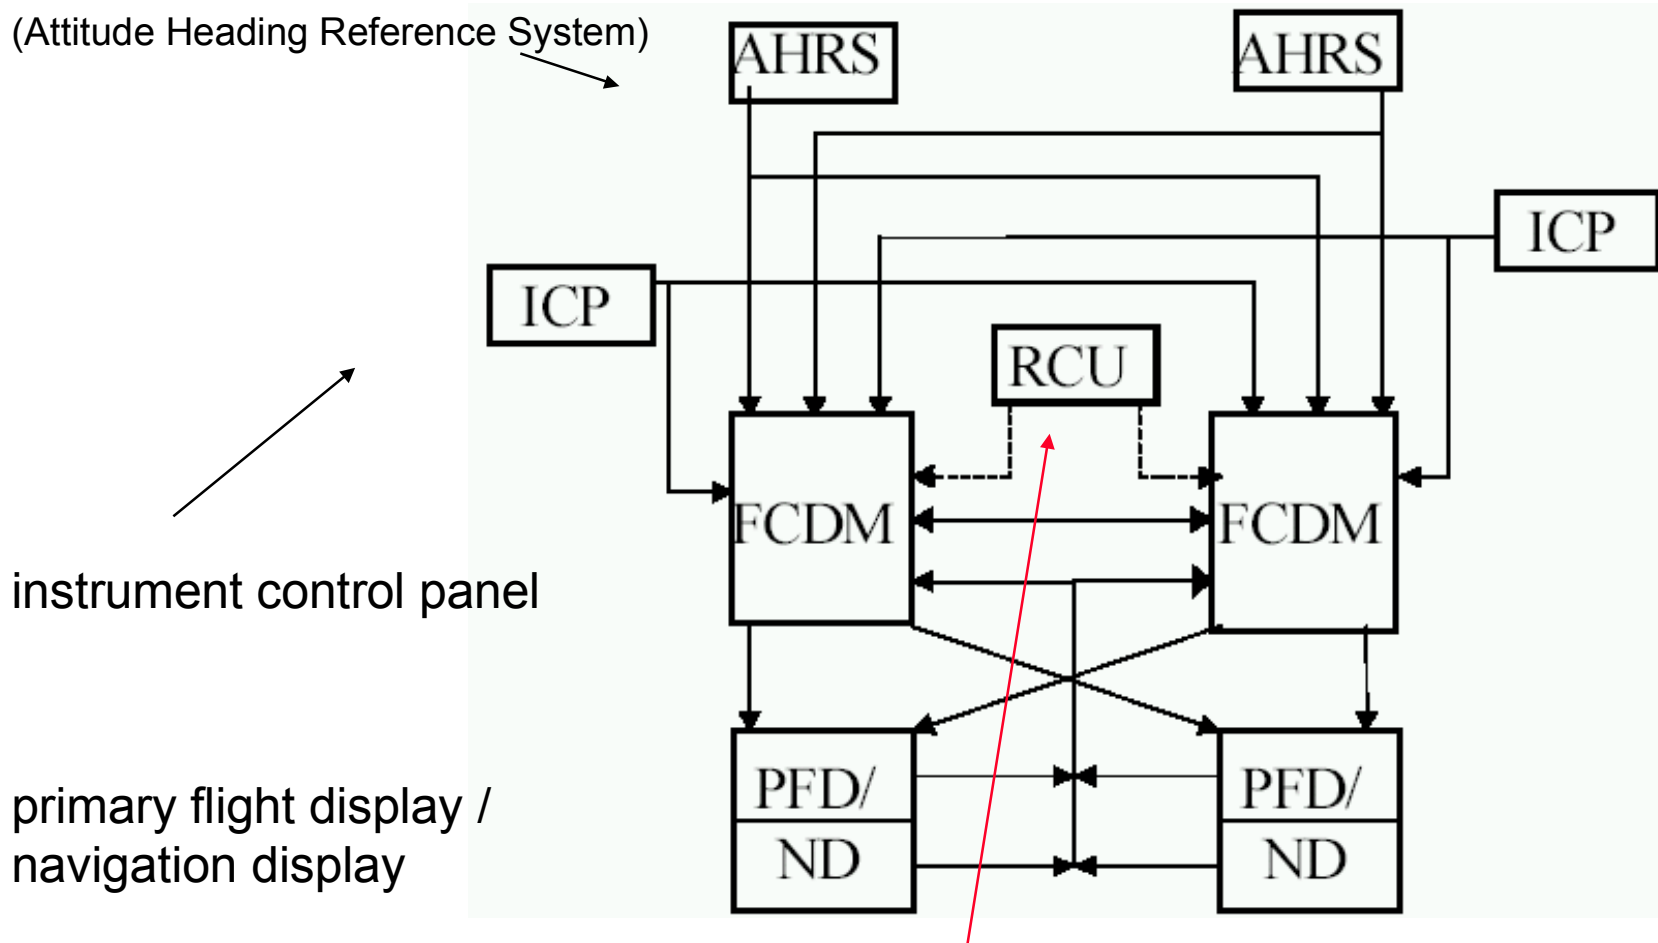 (Attitude Heading Reference System)
AHRS
AHRS
ICP
ICP
RCU
FCDM
FCDM
instrument control panel
primary flight display /
navigation display
PFD/
ND
PFD/
ND